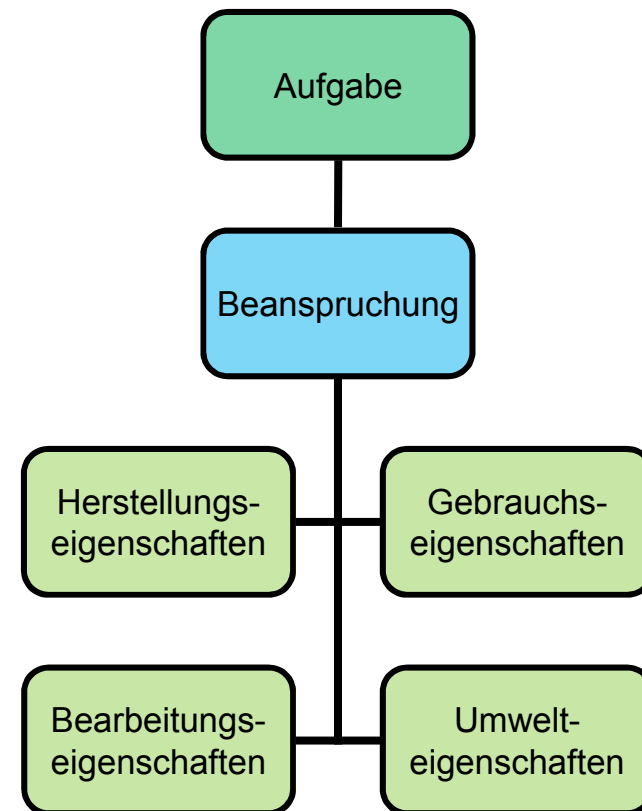 Aufgabe
Beanspruchung
Herstellungs-
eigenschaften
Gebrauchs-
eigenschaften
Bearbeitungs-
eigenschaften
Umwelt-
eigenschaften